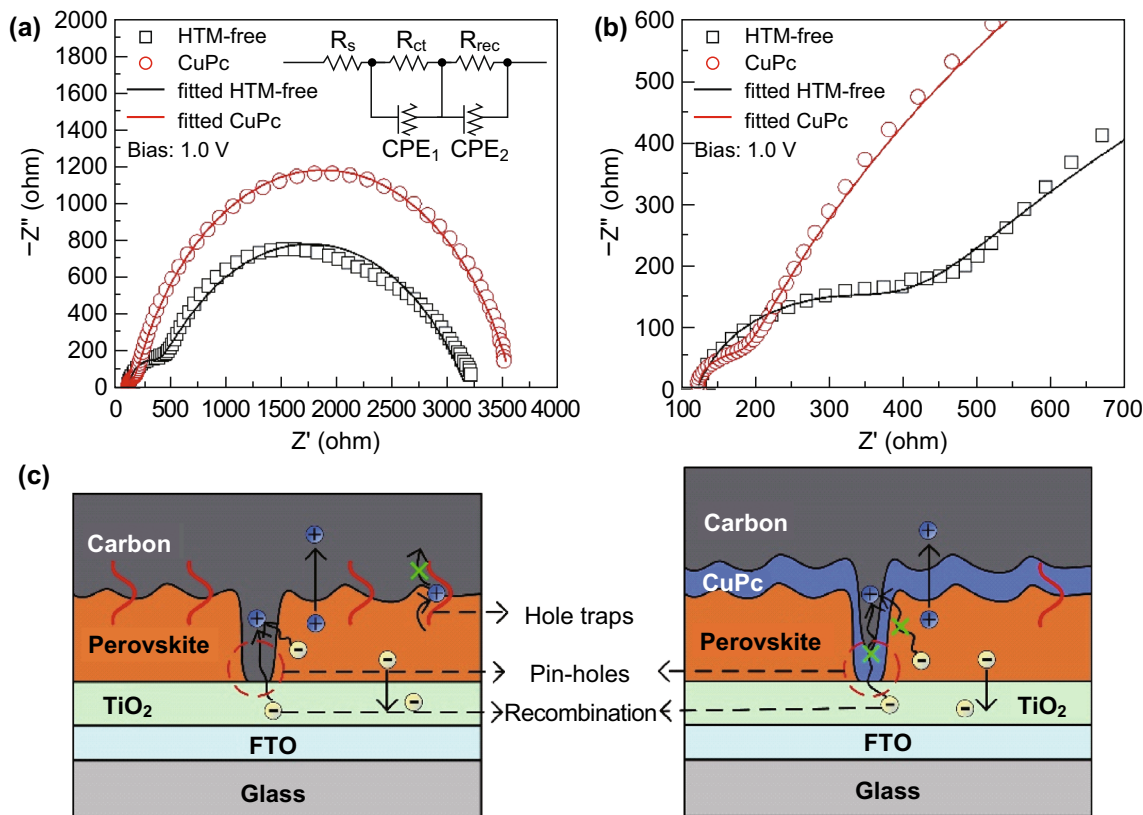 (a)
2000
1800
1600
1400
1200
1000
800
600
400
200
0
−Z'' (ohm)
HTM-free
CuPc
fitted HTM-free
fitted CuPc
Bias: 1.0 V
Rs
Rct
Rrec
CPE1
CPE2
0 500 1000 1500 2000 2500 3000 3500 4000
Z' (ohm)
(b)
600
500
400
300
200
100
0
−Z'' (ohm)
HTM-free
CuPc
fitted HTM-free
fitted CuPc
Bias: 1.0 V
100 200 300 400 500 600 700
Z' (ohm)
(c)
Carbon
Perovskite
TiO2
FTO
Glass
Hole traps
Pin-holes
Recombination
Carbon
CuPc
Perovskite
TiO2
FTO
Glass